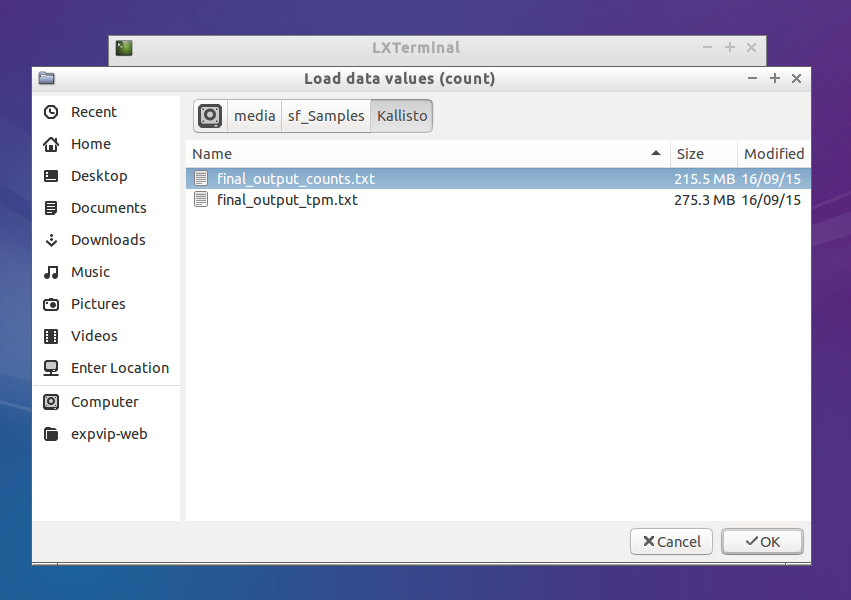 LXTerminal
Load data values (count)
Recent
Home
Desktop
Documents
Downloads
Music
Pictures
Videos
Enter Location
Computer
expvip-web
media sf_Samples Kallisto
Name Size Modified
final_output_counts.txt 215.5 MB 16/09/15
final_output_tpm.txt 275.3 MB 16/09/15
Cancel OK